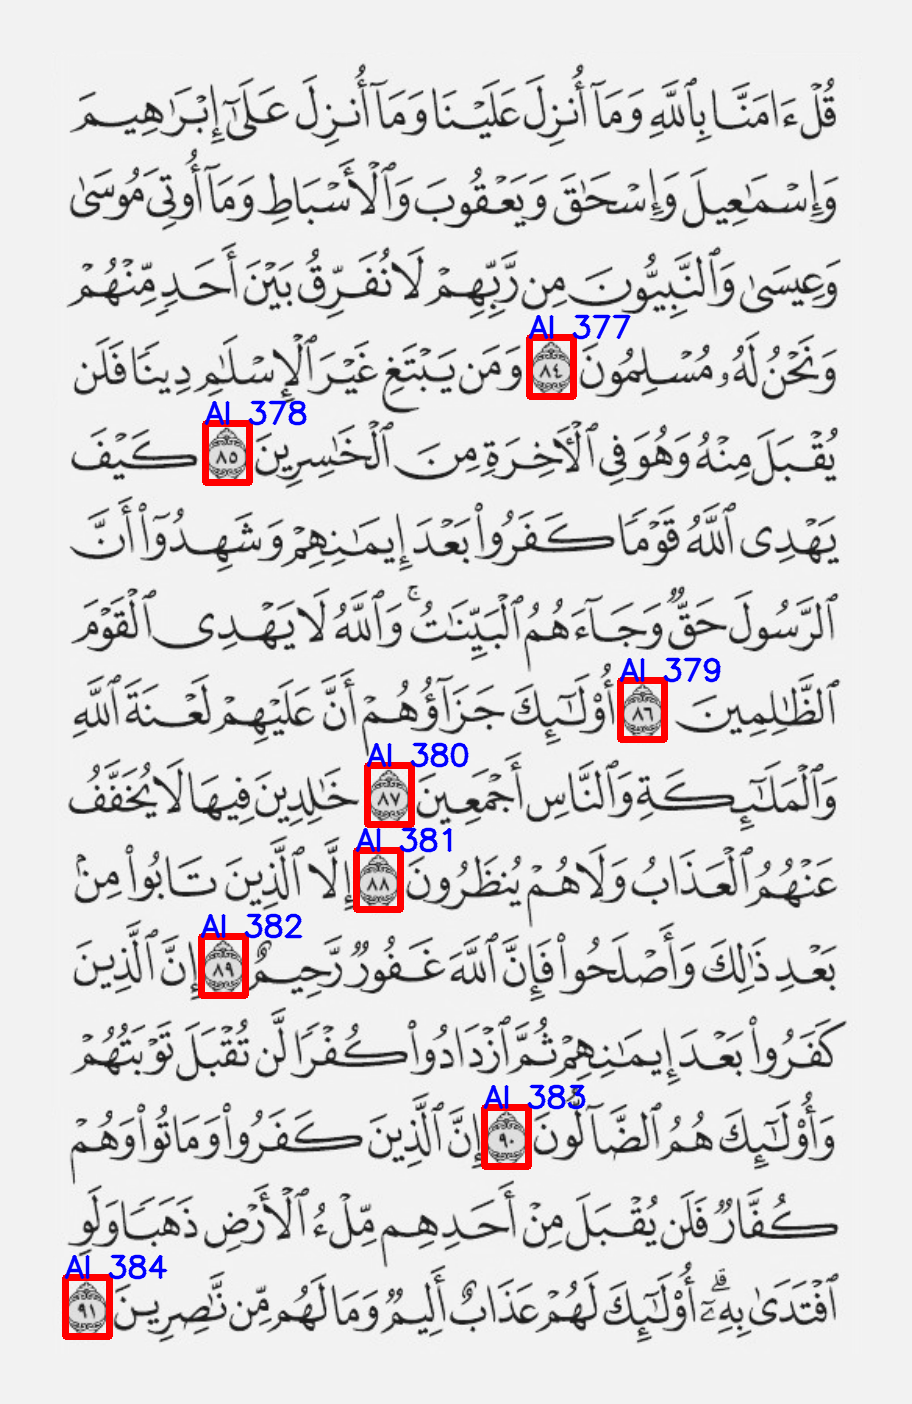 قُلْ ءَامَنَّا بِٱللَّهِ وَمَآ أُنزِلَ عَلَيْنَا وَمَآ أُنزِلَ عَلَىٰٓ إِبْرَٰهِيمَ
وَإِسْمَٰعِيلَ وَإِسْحَٰقَ وَيَعْقُوبَ وَٱلْأَسْبَاطِ وَمَآ أُوتِىَ مُوسَىٰ
وَعِيسَىٰ وَٱلنَّبِيُّونَ مِن رَّبِّهِمْ لَا نُفَرِّقُ بَيْنَ أَحَدٍ مِّنْهُمْ
AI 377
وَنَحْنُ لَهُۥ مُسْلِمُونَ ٨٤ وَمَن يَبْتَغِ غَيْرَ ٱلْإِسْلَٰمِ دِينًا فَلَن
AI 378
يُقْبَلَ مِنْهُ وَهُوَ فِى ٱلْءَاخِرَةِ مِنَ ٱلْخَٰسِرِينَ ٨٥ كَيْفَ
يَهْدِى ٱللَّهُ قَوْمًا كَفَرُوا۟ بَعْدَ إِيمَٰنِهِمْ وَشَهِدُوٓا۟ أَنَّ
ٱلرَّسُولَ حَقٌّ وَجَآءَهُمُ ٱلْبَيِّنَٰتُ ۚ وَٱللَّهُ لَا يَهْدِى ٱلْقَوْمَ
AI 379
ٱلظَّٰلِمِينَ ٨٦ أُو۟لَٰٓئِكَ جَزَآؤُهُمْ أَنَّ عَلَيْهِمْ لَعْنَةَ ٱللَّهِ
AI 380
وَٱلْمَلَٰٓئِكَةِ وَٱلنَّاسِ أَجْمَعِينَ ٨٧ خَٰلِدِينَ فِيهَا لَا يُخَفَّفُ
AI 381
عَنْهُمُ ٱلْعَذَابُ وَلَا هُمْ يُنظَرُونَ ٨٨ إِلَّا ٱلَّذِينَ تَابُوا۟ مِنۢ
AI 382
بَعْدِ ذَٰلِكَ وَأَصْلَحُوا۟ فَإِنَّ ٱللَّهَ غَفُورٌ رَّحِيمٌ ٨٩ إِنَّ ٱلَّذِينَ
كَفَرُوا۟ بَعْدَ إِيمَٰنِهِمْ ثُمَّ ٱزْدَادُوا۟ كُفْرًا لَّن تُقْبَلَ تَوْبَتُهُمْ
AI 383
وَأُو۟لَٰٓئِكَ هُمُ ٱلضَّآلُّونَ ٩٠ إِنَّ ٱلَّذِينَ كَفَرُوا۟ وَمَاتُوا۟ وَهُمْ
كُفَّارٌ فَلَن يُقْبَلَ مِنْ أَحَدِهِم مِّلْءُ ٱلْأَرْضِ ذَهَبًا وَلَوِ
AI 384
ٱفْتَدَىٰ بِهِۦٓ ۗ أُو۟لَٰٓئِكَ لَهُمْ عَذَابٌ أَلِيمٌ وَمَا لَهُم مِّن نَّٰصِرِينَ ٩١